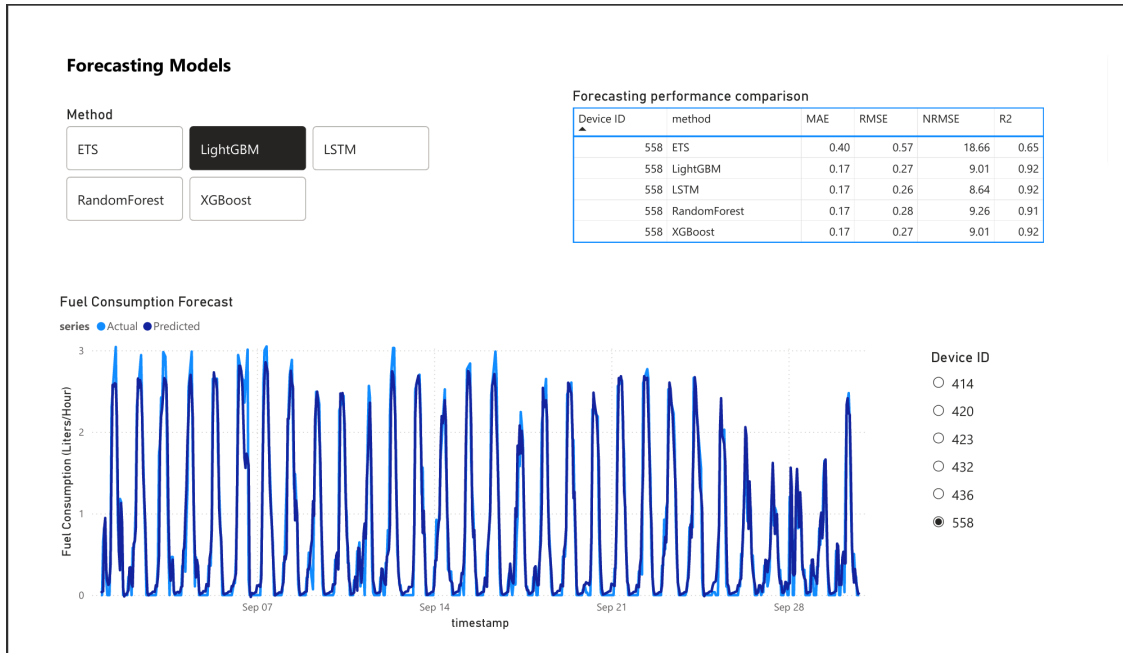 Forecasting Models
Method
ETS
LightGBM
LSTM
RandomForest
XGBoost
Forecasting performance comparison
Device ID method MAE RMSE NRMSE R2
558 ETS 0.40 0.57 18.66 0.65
558 LightGBM 0.17 0.27 9.01 0.92
558 LSTM 0.17 0.26 8.64 0.92
558 RandomForest 0.17 0.28 9.26 0.91
558 XGBoost 0.17 0.27 9.01 0.92
Fuel Consumption Forecast
series Actual Predicted
Fuel Consumption (Liters/Hour)
3
2
1
0
Sep 07 Sep 14 Sep 21 Sep 28
timestamp
Device ID
414
420
423
432
436
558